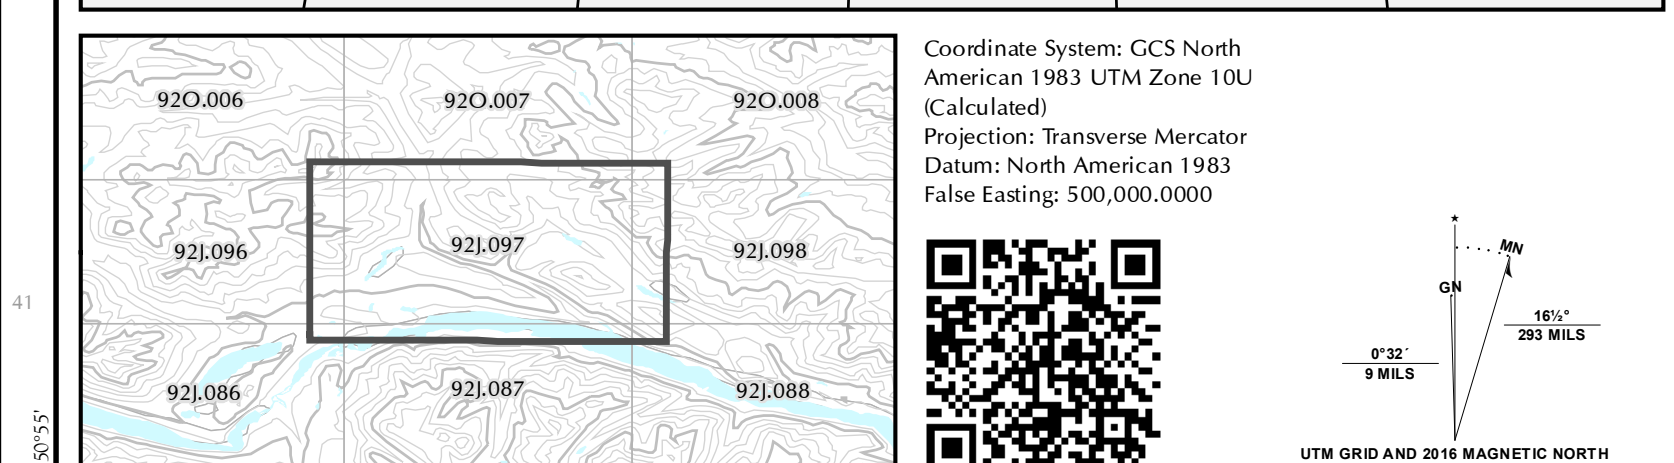 92O.006
92O.007
92O.008
92J.096
92J.097
92J.098
92J.086
92J.087
92J.088
41
50°55'
Coordinate System: GCS North
American 1983 UTM Zone 10U
(Calculated)
Projection: Transverse Mercator
Datum: North American 1983
False Easting: 500,000.0000
MN
GN
16½°
293 MILS
0°32´
9 MILS
UTM GRID AND 2016 MAGNETIC NORTH